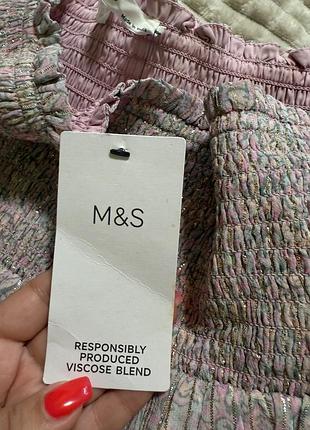 M&S
RESPONSIBLY
PRODUCED
VISCOSE BLEND